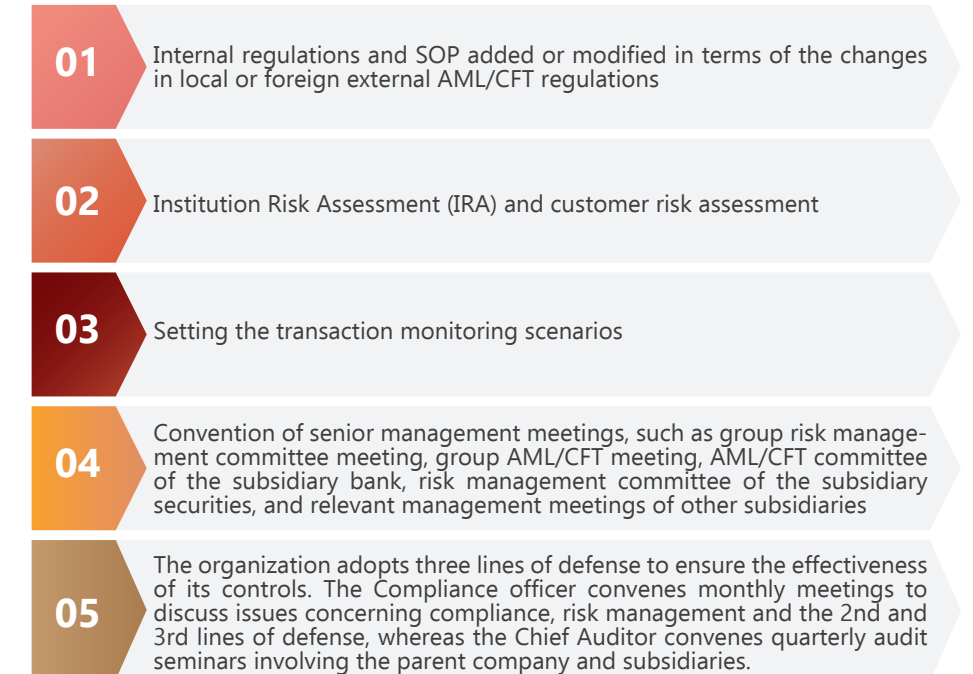 01
Internal regulations and SOP added or modified in terms of the changes
in local or foreign external AML/CFT regulations
02
Institution Risk Assessment (IRA) and customer risk assessment
03
Setting the transaction monitoring scenarios
04
Convention of senior management meetings, such as group risk manage-
ment committee meeting, group AML/CFT meeting, AML/CFT committee
of the subsidiary bank, risk management committee of the subsidiary
securities, and relevant management meetings of other subsidiaries
05
The organization adopts three lines of defense to ensure the effectiveness
of its controls. The Compliance officer convenes monthly meetings to
discuss issues concerning compliance, risk management and the 2nd and
3rd lines of defense, whereas the Chief Auditor convenes quarterly audit
seminars involving the parent company and subsidiaries.